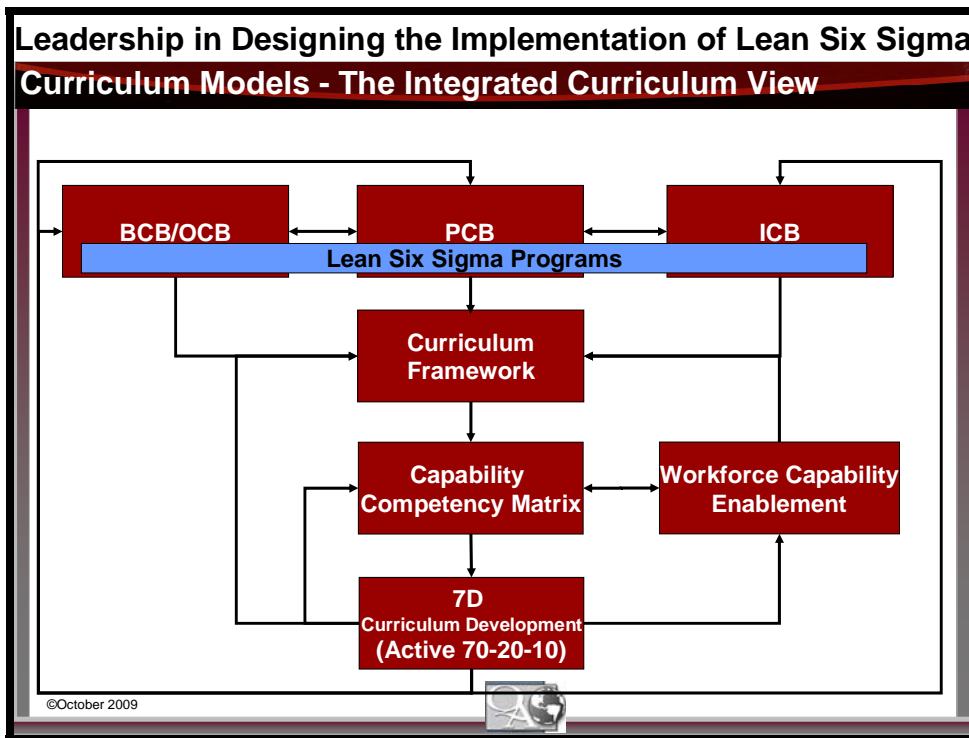 Leadership in Designing the Implementation of Lean Six Sigma
Curriculum Models - The Integrated Curriculum View
BCB/OCB
PCB
ICB
Lean Six Sigma Programs
Curriculum
Framework
Capability
Competency Matrix
Workforce Capability
Enablement
7D
Curriculum Development
(Active 70-20-10)
©October 2009